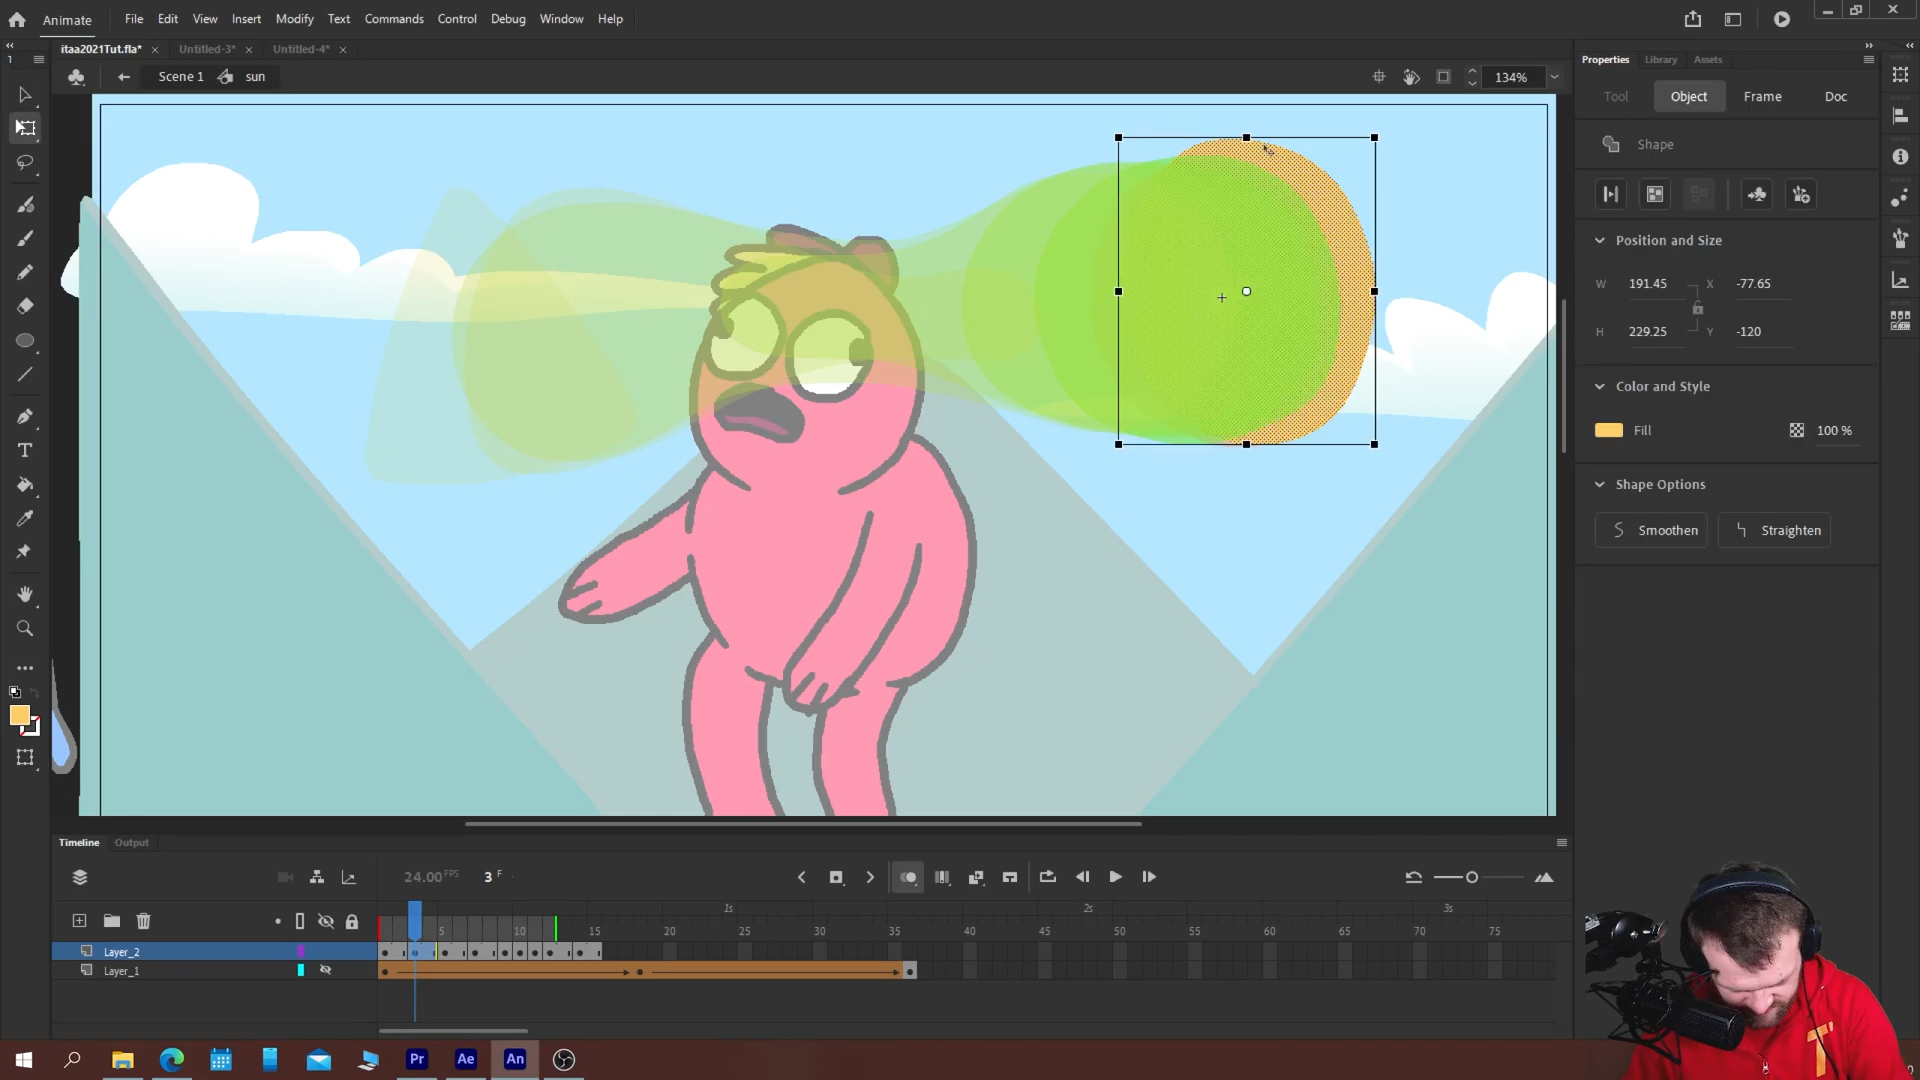 Animate File Edit View Insert Modify Text Commands Control Debug Window Help
itaa2021Tut.fla* Untitled-3* Untitled-4*
Scene 1 sun 134%
Properties Library Assets
Tool Object Frame Doc
Shape
Position and Size
W 191.45 X -77.65
H 229.25 Y -120
Color and Style
Fill 100 %
Shape Options
Smoothen Straighten
Timeline Output
24.00 FPS 3 F
1s 2s 3s
5 10 15 20 25 30 35 40 45 50 55 60 65 70 75
Layer_2
Layer_1
Pr Ae An